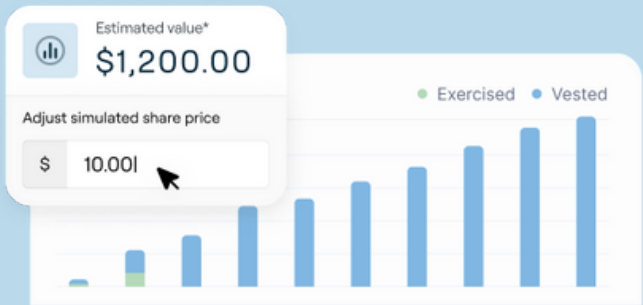 Estimated value*
$1,200.00
Exercised
Vested
Adjust simulated share price
$ 10.00